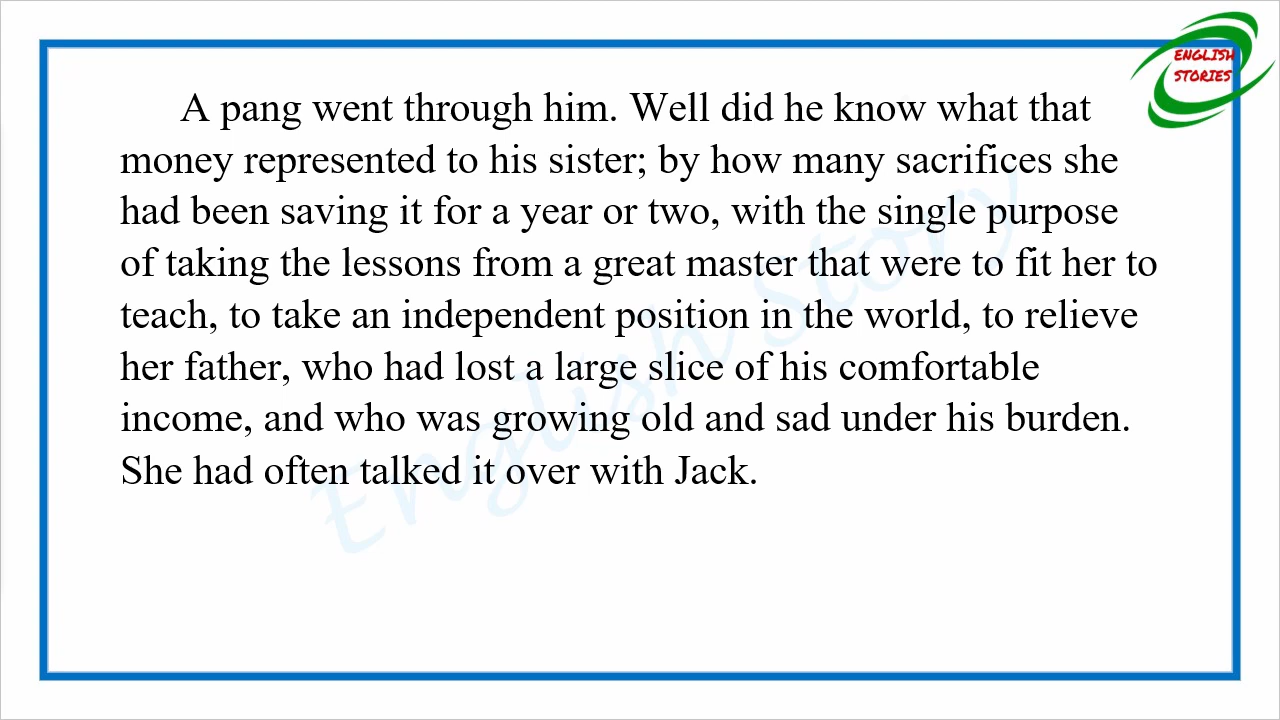 ENGLISH
STORIES
A pang went through him. Well did he know what that
money represented to his sister; by how many sacrifices she
had been saving it for a year or two, with the single purpose
of taking the lessons from a great master that were to fit her to
teach, to take an independent position in the world, to relieve
her father, who had lost a large slice of his comfortable
income, and who was growing old and sad under his burden.
She had often talked it over with Jack.
English Story